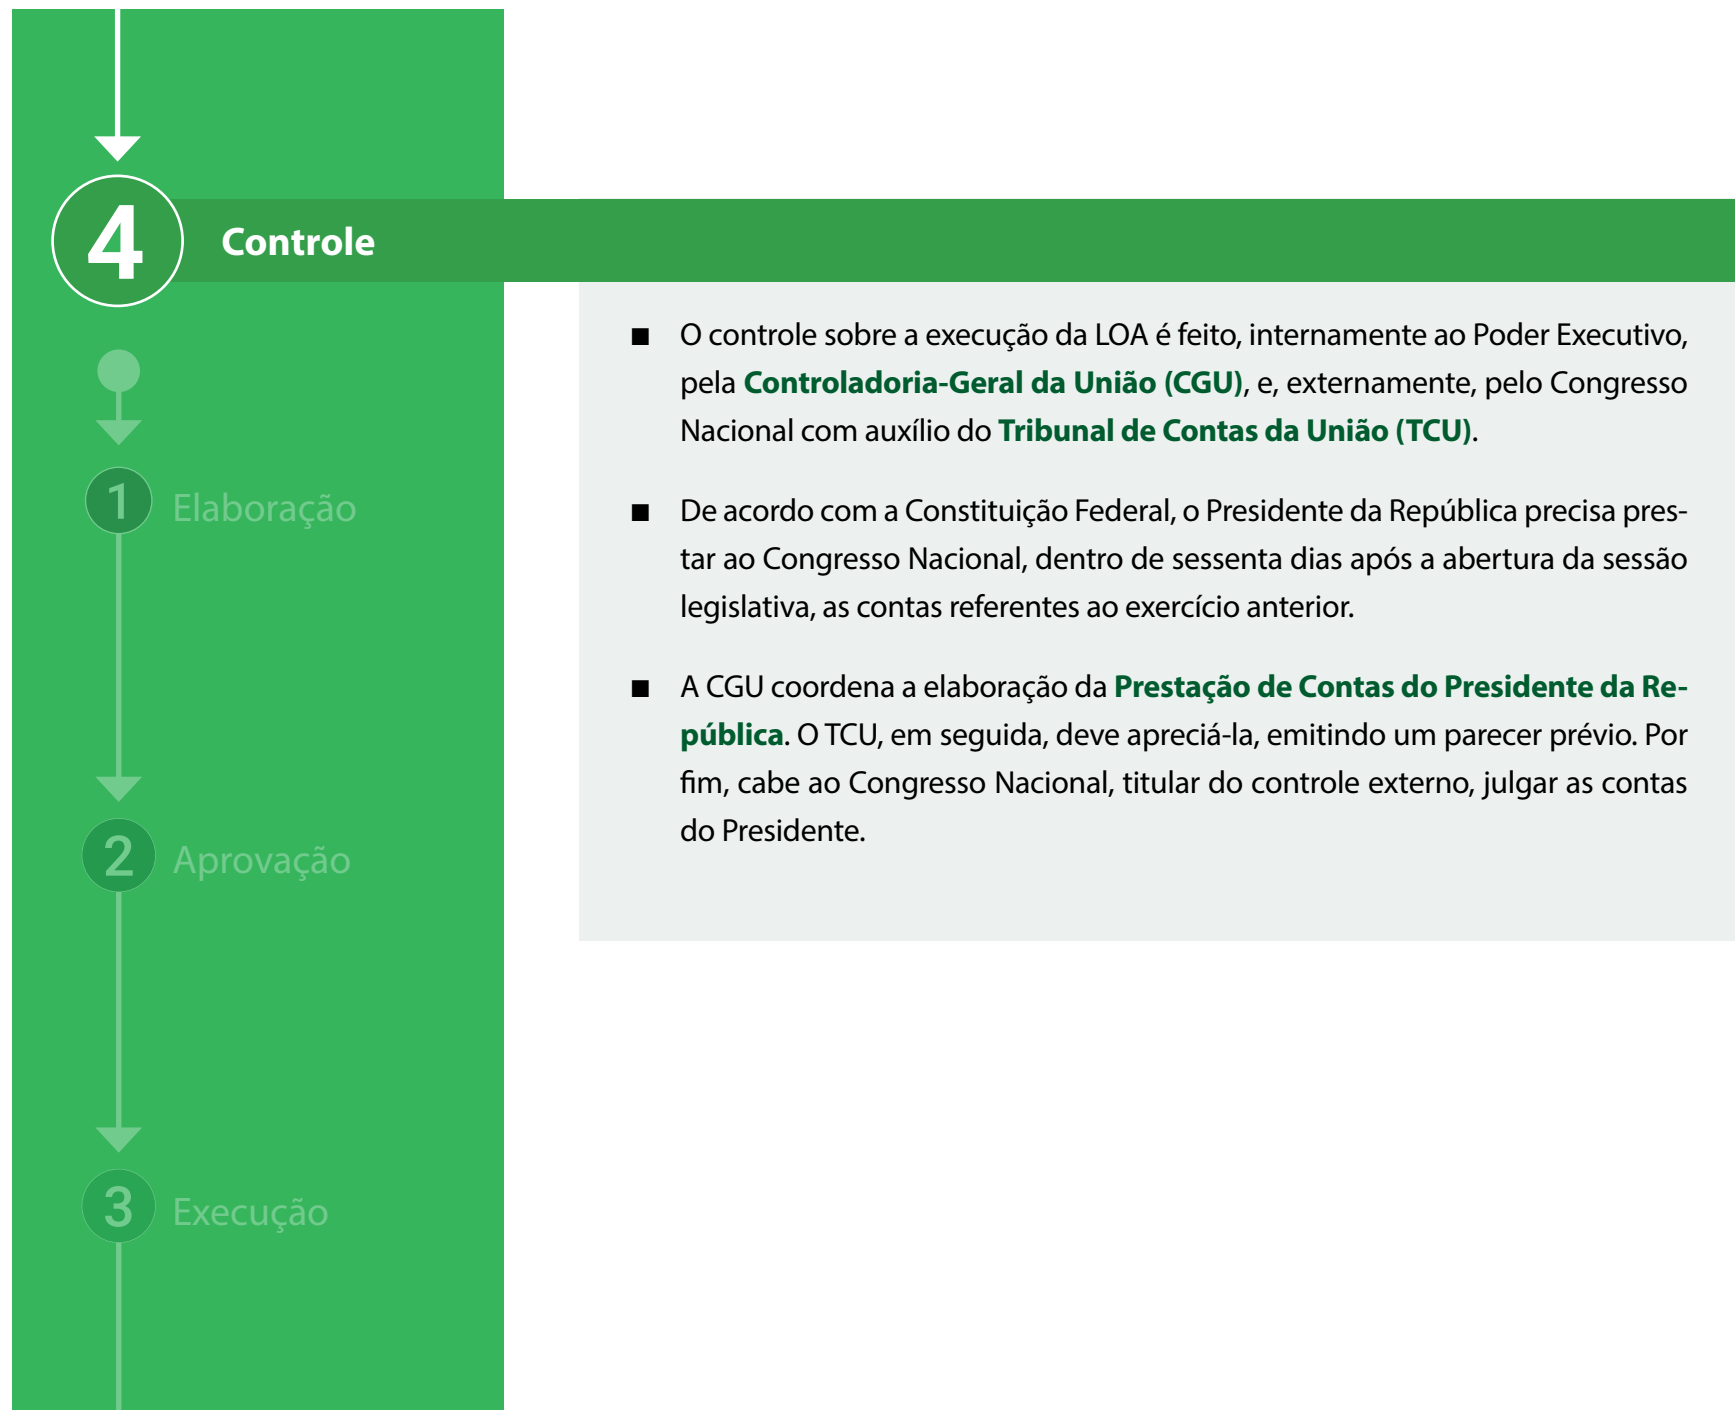 4
Controle
■ O controle sobre a execução da LOA é feito, internamente ao Poder Executivo,
pela Controladoria-Geral da União (CGU), e, externamente, pelo Congresso
Nacional com auxílio do Tribunal de Contas da União (TCU).
■ De acordo com a Constituição Federal, o Presidente da República precisa pres-
tar ao Congresso Nacional, dentro de sessenta dias após a abertura da sessão
legislativa, as contas referentes ao exercício anterior.
■ A CGU coordena a elaboração da Prestação de Contas do Presidente da Re-
pública. O TCU, em seguida, deve apreciá-la, emitindo um parecer prévio. Por
fim, cabe ao Congresso Nacional, titular do controle externo, julgar as contas
do Presidente.
1 Elaboração
2 Aprovação
3 Execução